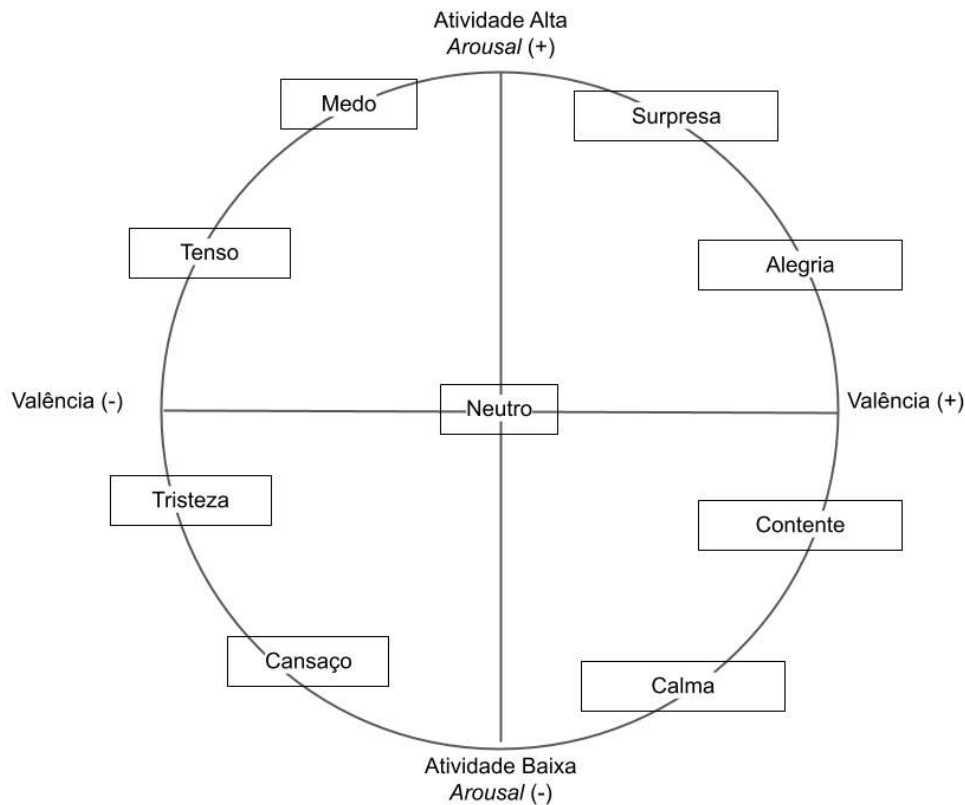 Atividade Alta
Arousal (+)
Medo
Surpresa
Tenso
Alegria
Valência (-)
Neutro
Valência (+)
Tristeza
Contente
Cansaço
Calma
Atividade Baixa
Arousal (-)